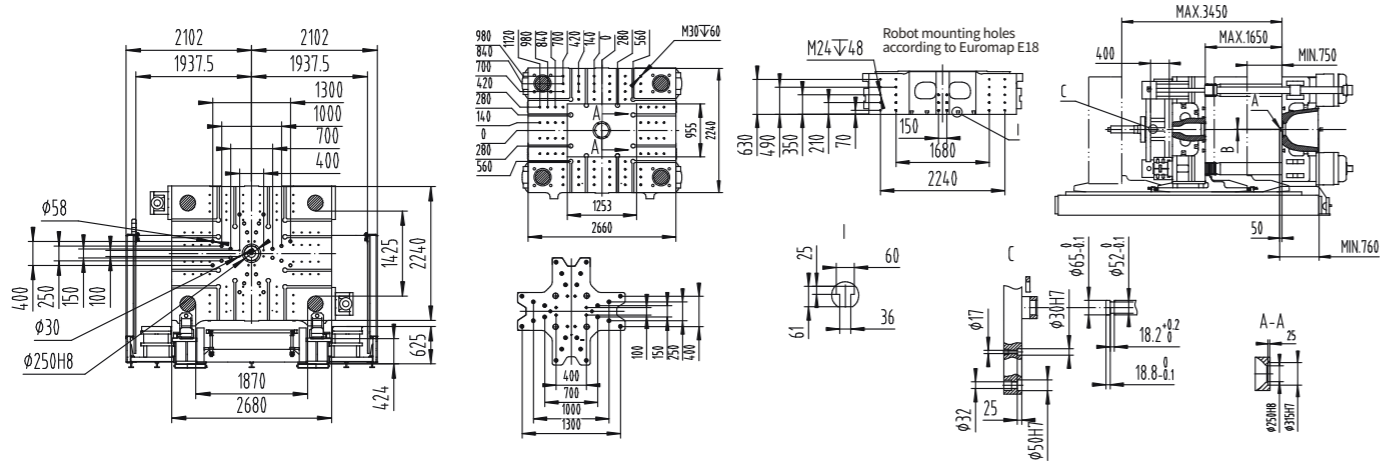 2102
2102
1937.5
1937.5
1300
1000
700
400
ϕ58
400
250
150
100
1425
2240
ϕ30
ϕ250H8
625
424
1870
2680
980
1120
980
840
700
420
140
0
280
560
M30↧60
980
840
700
420
280
140
0
280
560
A
A
955
2240
1253
2660
100
150
250
400
400
700
1000
1300
Robot mounting holes
according to Euromap E18
M24↧48
630
490
350
210
70
150
I
1680
2240
I
25
60
61
36
C
ϕ17
ϕ30H7
ϕ32
25
ϕ50H7
ϕ65 0 -0.1
ϕ52 0 -0.1
18.2 +0.2 0
18.8 0 -0.1
A-A
25
ϕ250H8
ϕ315H7
MAX.3450
MAX.1650
400
MIN.750
C
A
B
50
MIN.760